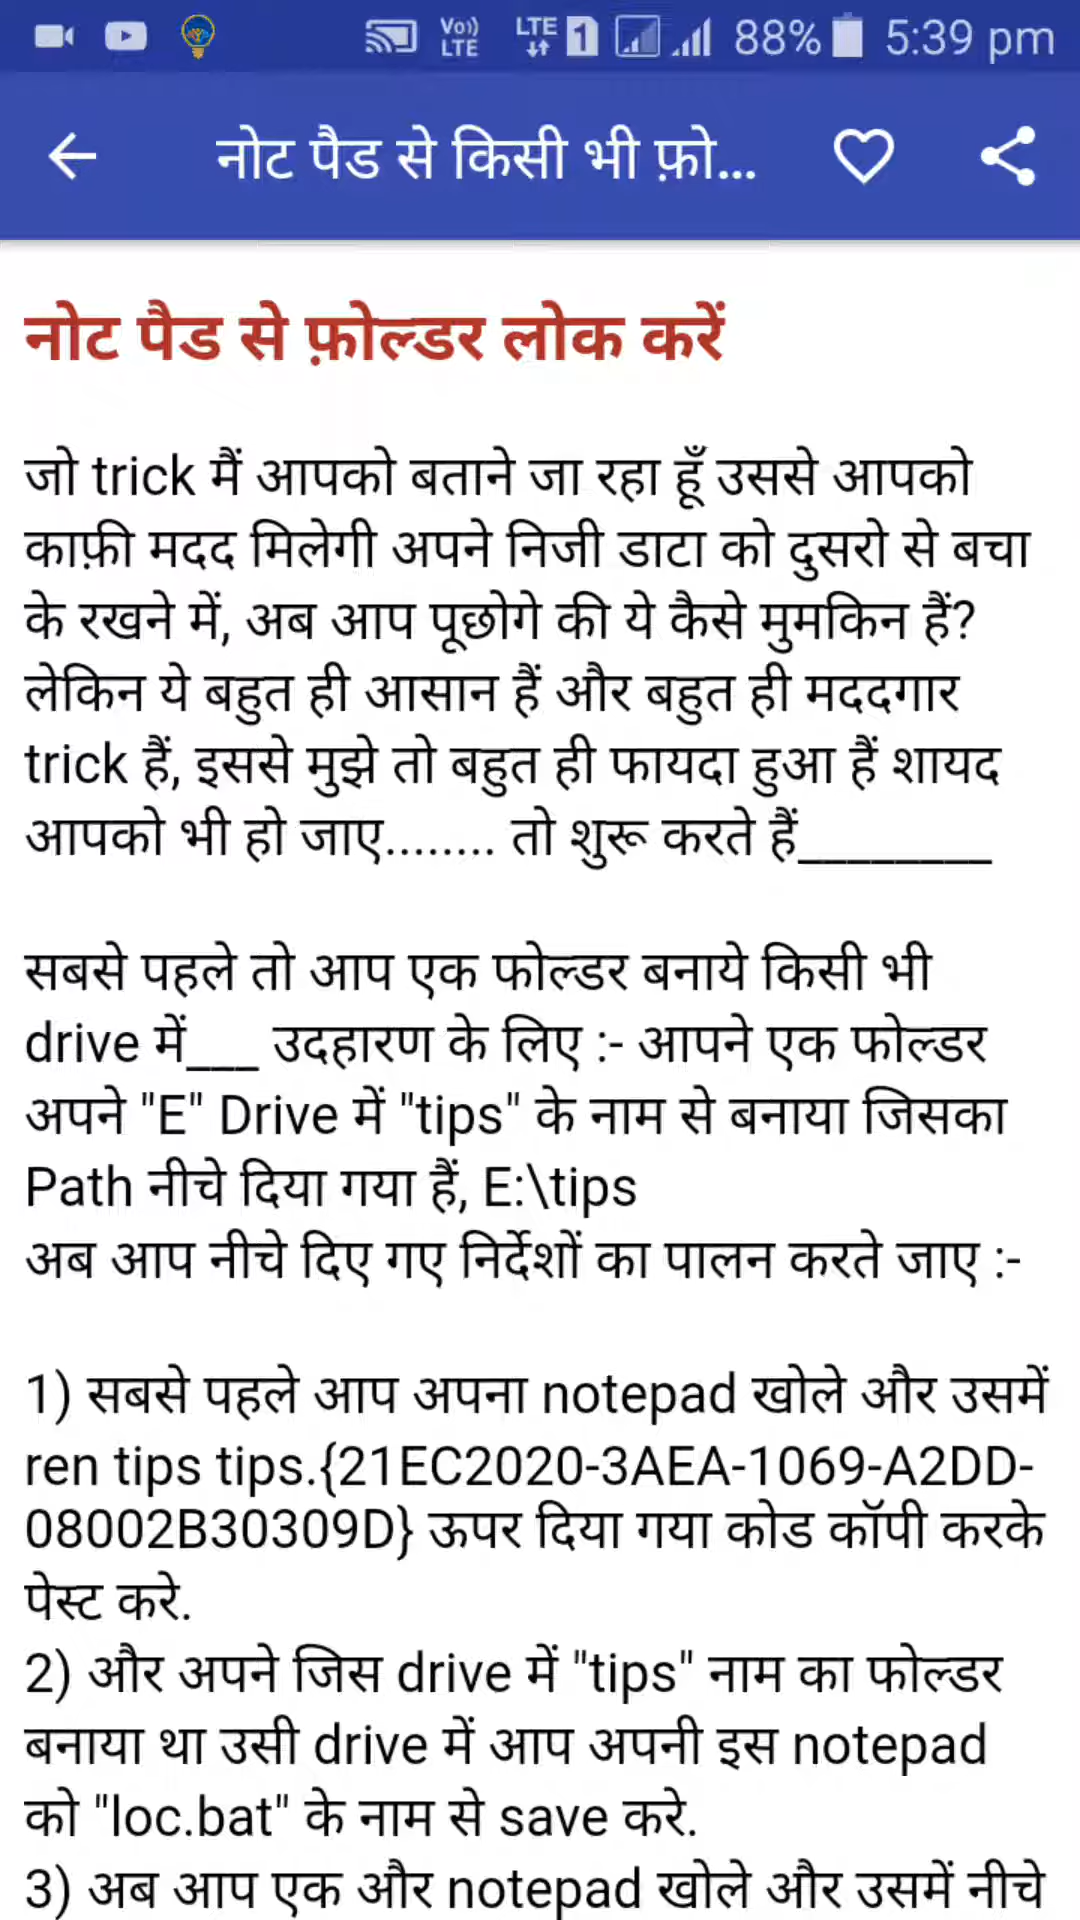 Vo)) LTE LTE 1 88% 5:39 pm
नोट पैड से किसी भी फ़ो...
नोट पैड से फ़ोल्डर लोक करें
जो trick मैं आपको बताने जा रहा हूँ उससे आपको
काफ़ी मदद मिलेगी अपने निजी डाटा को दुसरो से बचा
के रखने में, अब आप पूछोगे की ये कैसे मुमकिन हैं?
लेकिन ये बहुत ही आसान हैं और बहुत ही मददगार
trick हैं, इससे मुझे तो बहुत ही फायदा हुआ हैं शायद
आपको भी हो जाए........ तो शुरू करते हैं________
सबसे पहले तो आप एक फोल्डर बनाये किसी भी
drive में___ उदहारण के लिए :- आपने एक फोल्डर
अपने "E" Drive में "tips" के नाम से बनाया जिसका
Path नीचे दिया गया हैं, E:\tips
अब आप नीचे दिए गए निर्देशों का पालन करते जाए :-
1) सबसे पहले आप अपना notepad खोले और उसमें
ren tips tips.{21EC2020-3AEA-1069-A2DD-
08002B30309D} ऊपर दिया गया कोड कॉपी करके
पेस्ट करे.
2) और अपने जिस drive में "tips" नाम का फोल्डर
बनाया था उसी drive में आप अपनी इस notepad
को "loc.bat" के नाम से save करे.
3) अब आप एक और notepad खोले और उसमें नीचे